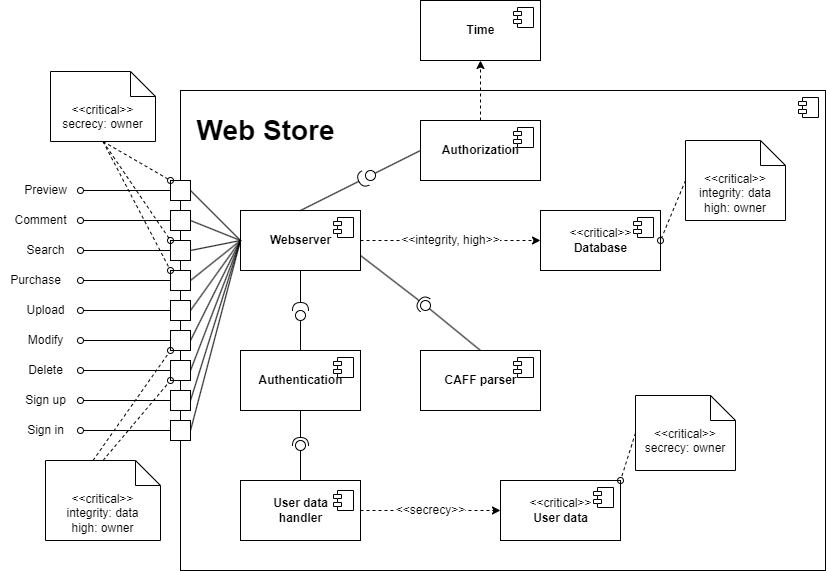 Time
<<critical>>
secrecy: owner
Web Store
Authorization
<<critical>>
integrity: data
high: owner
Preview
Comment
Search
Purchase
Upload
Modify
Delete
Sign up
Sign in
Webserver
<<integrity, high>>
<<critical>>
Database
Authentication
CAFF parser
<<critical>>
secrecy: owner
<<critical>>
integrity: data
high: owner
User data
handler
<<secrecy>>
<<critical>>
User data